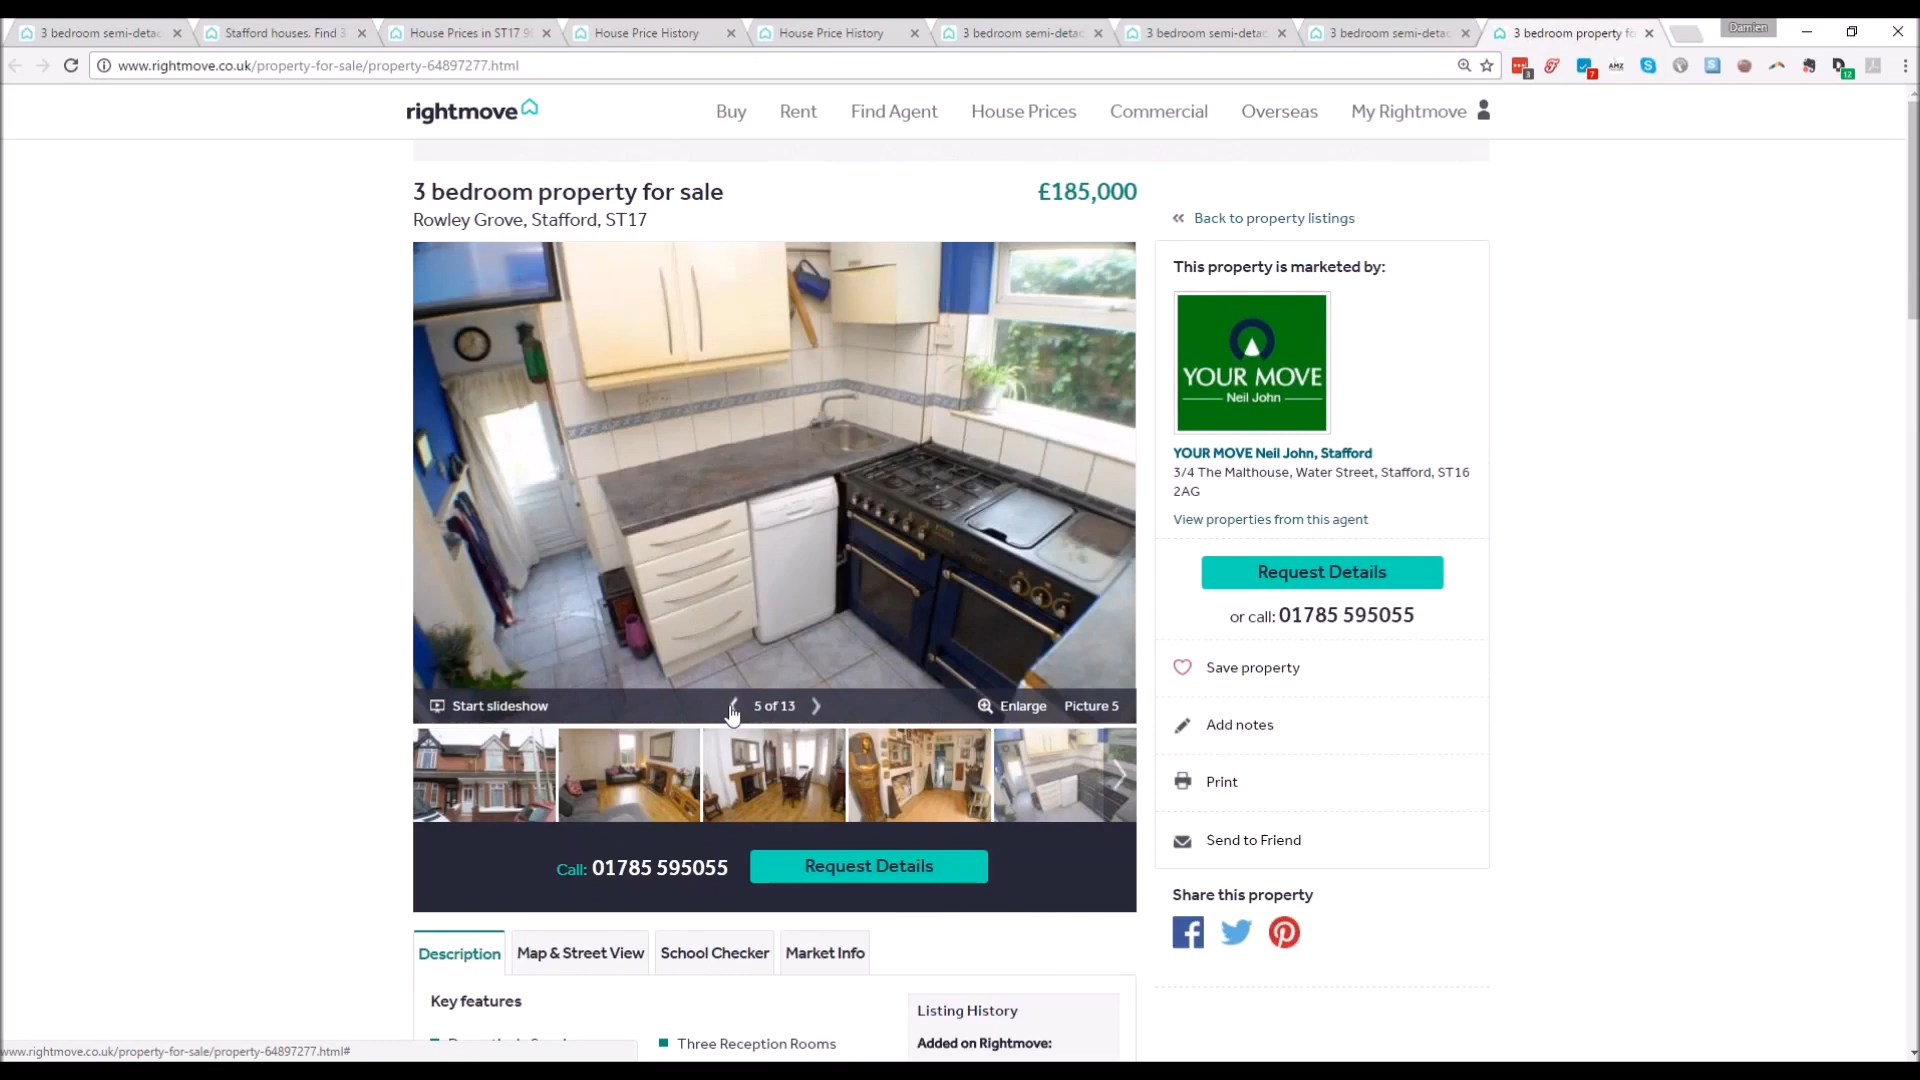 3 bedroom semi-detac
Stafford houses. Find 3
House Prices in ST17 9
House Price History
House Price History
3 bedroom semi-detac
3 bedroom semi-detac
3 bedroom semi-detac
3 bedroom property fo
Damien
www.rightmove.co.uk/property-for-sale/property-64897277.html
3
7
AMZ
12
rightmove
Buy
Rent
Find Agent
House Prices
Commercial
Overseas
My Rightmove
3 bedroom property for sale
£185,000
Rowley Grove, Stafford, ST17
Back to property listings
This property is marketed by:
YOUR MOVE
Neil John
YOUR MOVE Neil John, Stafford
3/4 The Malthouse, Water Street, Stafford, ST16
2AG
View properties from this agent
Request Details
or call: 01785 595055
Save property
Add notes
Print
Send to Friend
Share this property
Start slideshow
5 of 13
Enlarge
Picture 5
Call: 01785 595055
Request Details
Description
Map & Street View
School Checker
Market Info
Key features
Three Reception Rooms
Listing History
Added on Rightmove:
www.rightmove.co.uk/property-for-sale/property-64897277.html#